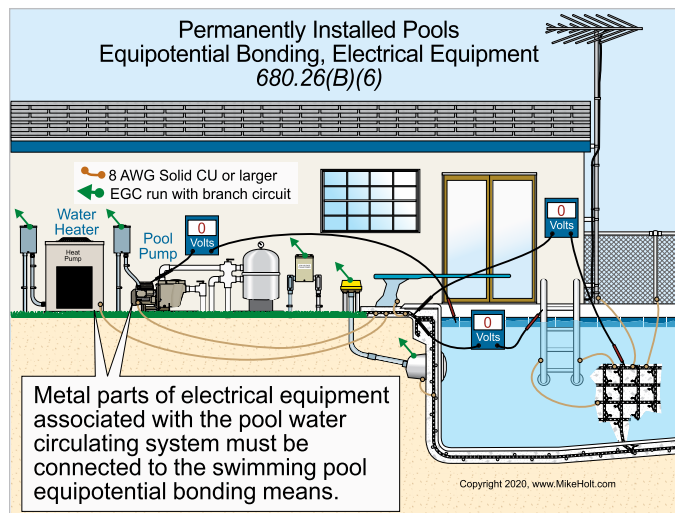 Permanently Installed Pools
Equipotential Bonding, Electrical Equipment
680.26(B)(6)
8 AWG Solid CU or larger
EGC run with branch circuit
Water
Heater
Heat
Pump
Pool
Pump
0
Volts
0
Volts
0
Volts
Metal parts of electrical equipment
associated with the pool water
circulating system must be
connected to the swimming pool
equipotential bonding means.
Copyright 2020, www.MikeHolt.com